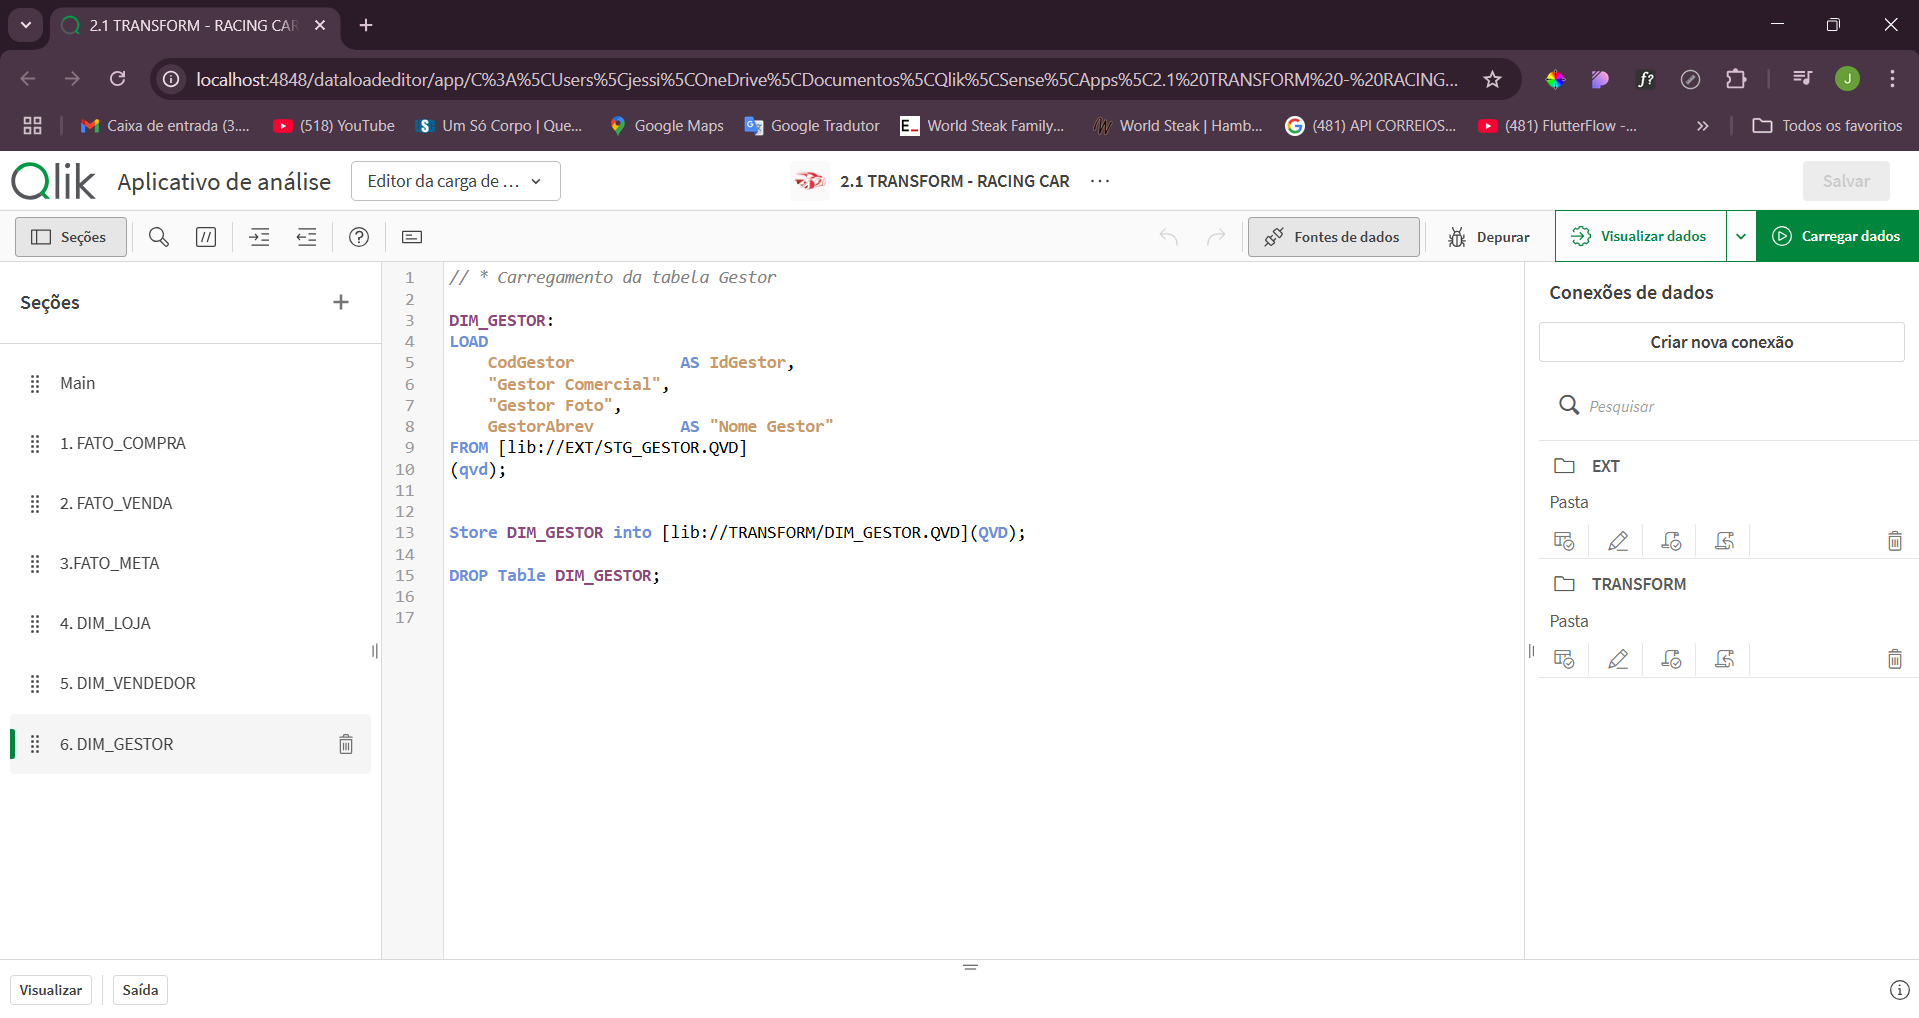 2.1 TRANSFORM - RACING CAR
localhost:4848/dataloadeditor/app/C%3A%5CUsers%5Cjessi%5COneDrive%5CDocumentos%5CQlik%5CSense%5CApps%5C2.1%20TRANSFORM%20-%20RACING...
J
Caixa de entrada (3....
(518) YouTube
Um Só Corpo | Que...
Google Maps
Google Tradutor
World Steak Family...
World Steak | Hamb...
(481) API CORREIOS...
(481) FlutterFlow -...
Todos os favoritos
Qlik
Aplicativo de análise
Editor da carga de ...
2.1 TRANSFORM - RACING CAR
Salvar
Seções
Fontes de dados
Depurar
Visualizar dados
Carregar dados
Seções
Main
1. FATO_COMPRA
2. FATO_VENDA
3.FATO_META
4. DIM_LOJA
5. DIM_VENDEDOR
6. DIM_GESTOR
1 // * Carregamento da tabela Gestor
2
3 DIM_GESTOR:
4 LOAD
5 CodGestor AS IdGestor,
6 "Gestor Comercial",
7 "Gestor Foto",
8 GestorAbrev AS "Nome Gestor"
9 FROM [lib://EXT/STG_GESTOR.QVD]
10 (qvd);
11
12
13 Store DIM_GESTOR into [lib://TRANSFORM/DIM_GESTOR.QVD](QVD);
14
15 DROP Table DIM_GESTOR;
16
17
Conexões de dados
Criar nova conexão
Pesquisar
EXT
Pasta
TRANSFORM
Pasta
Visualizar
Saída